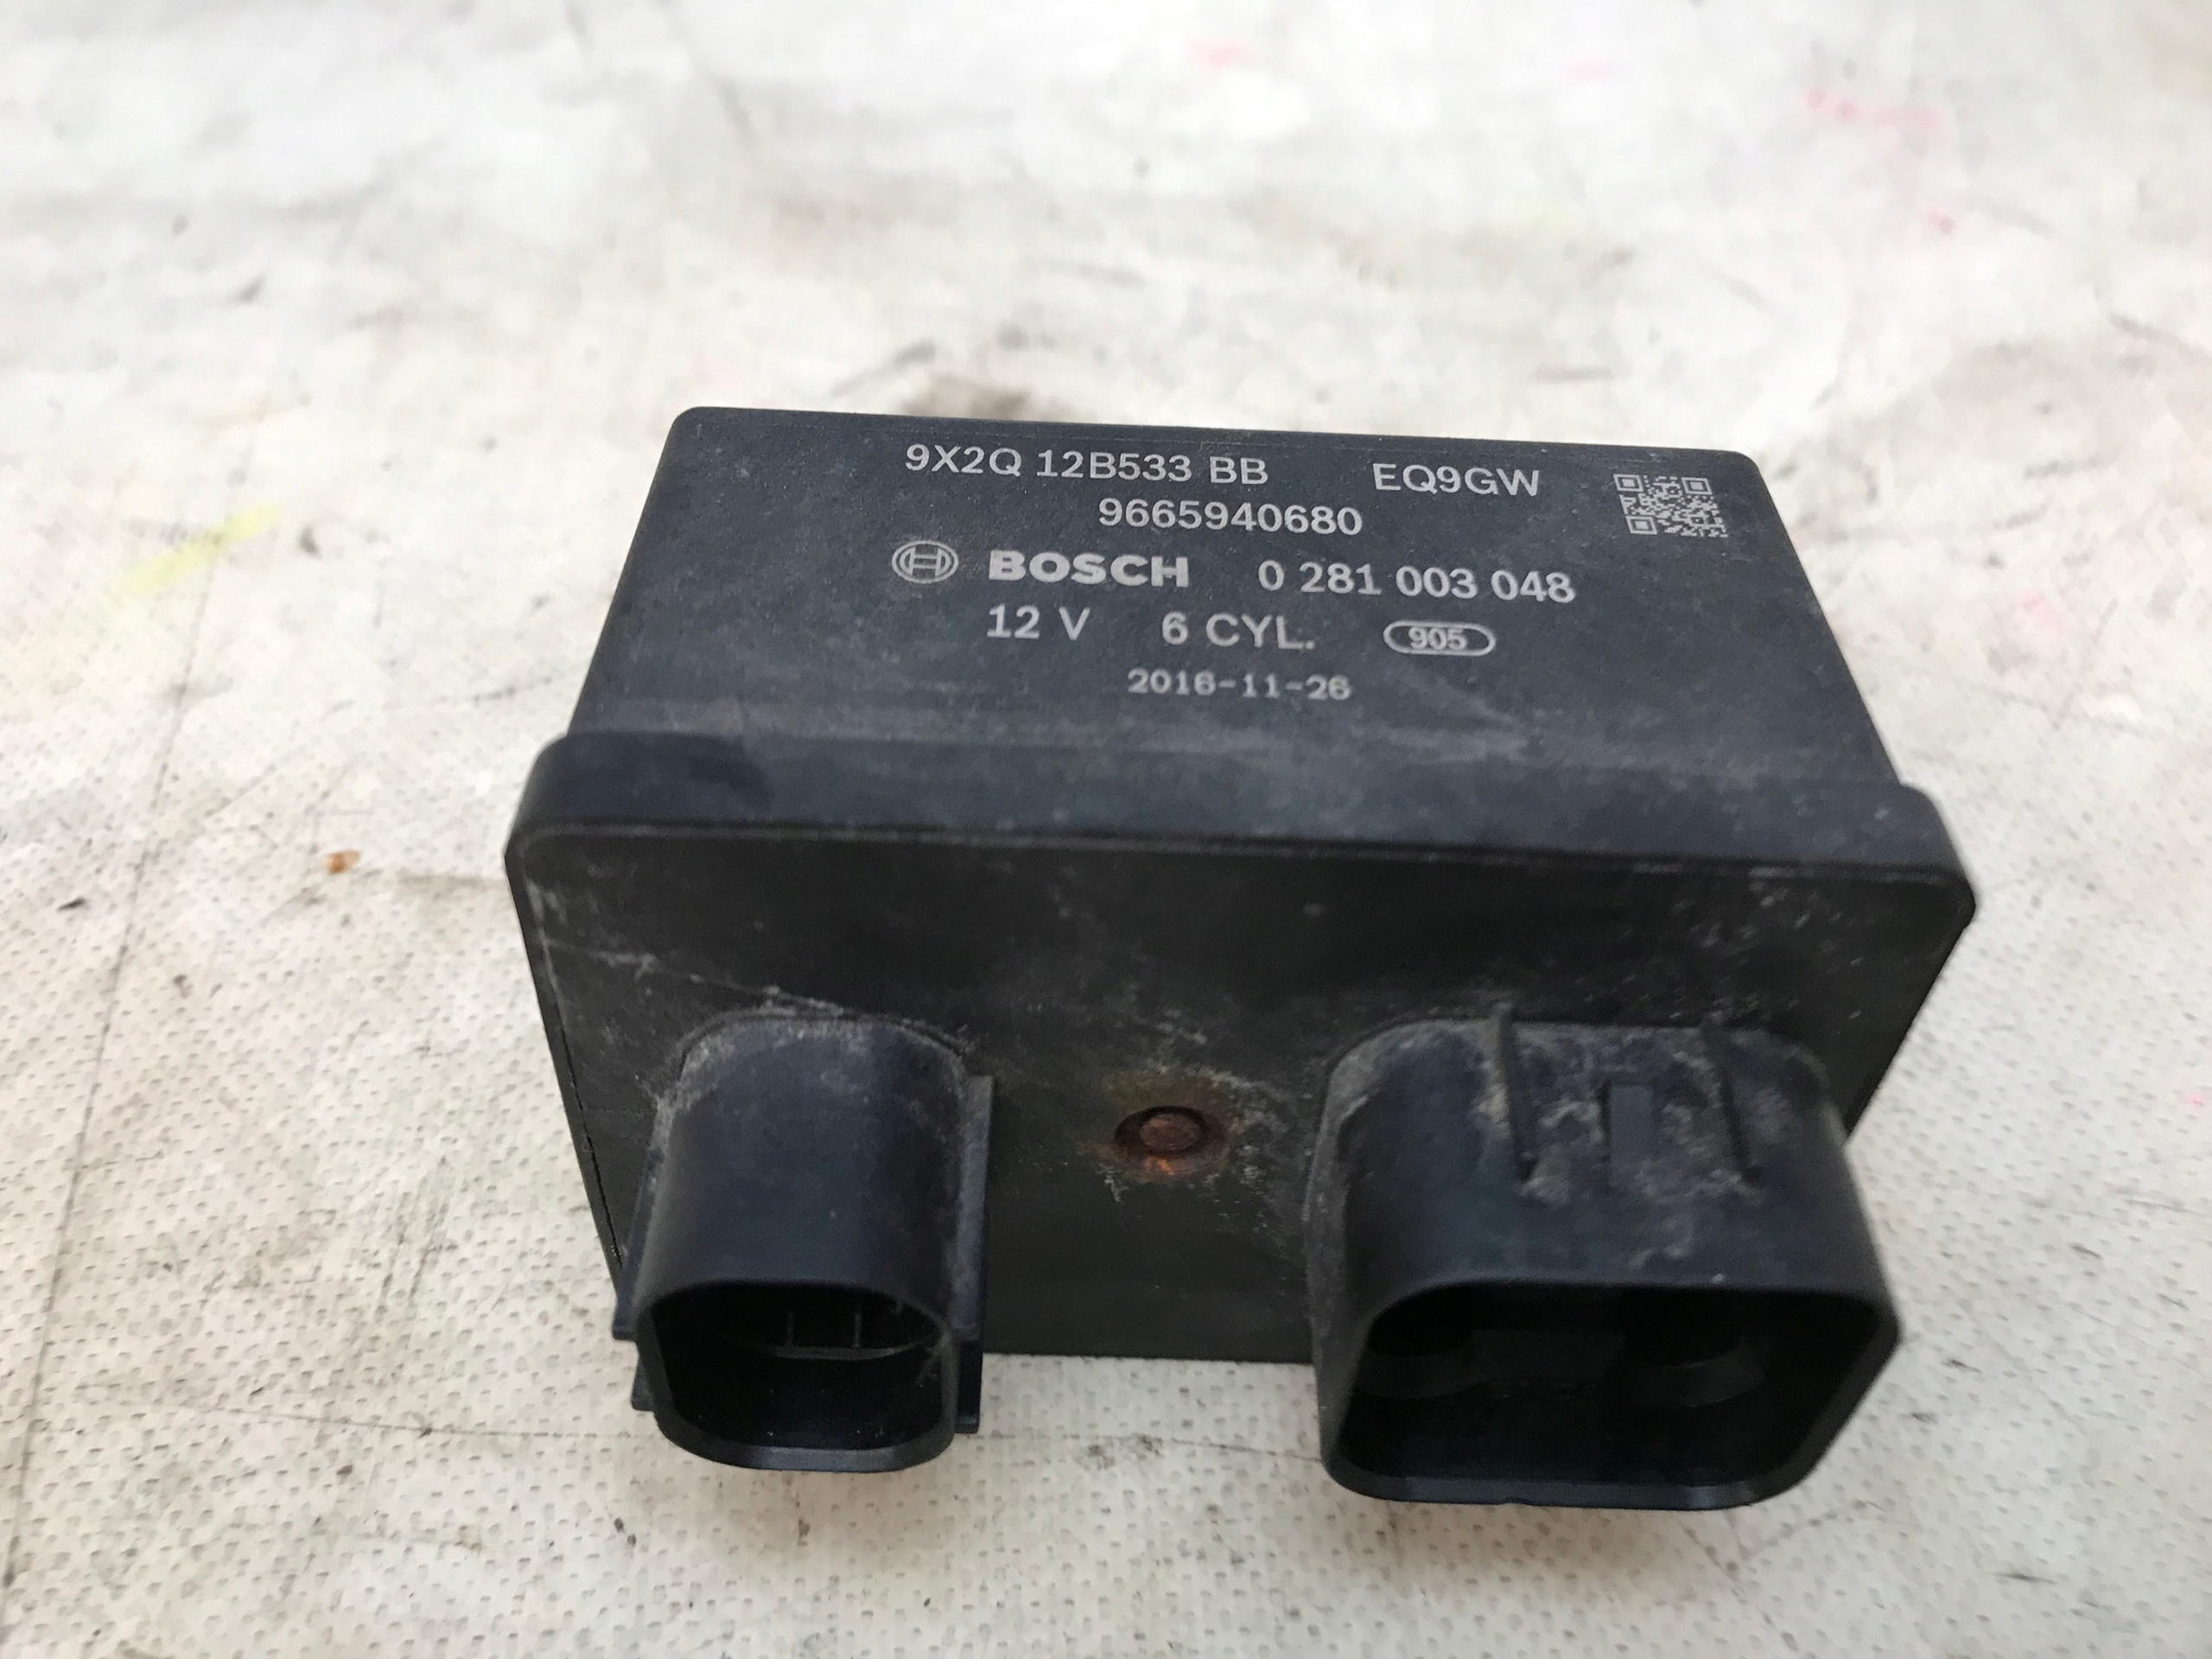 9X2Q 12B533 BB EQ9GW
9665940680
BOSCH 0 281 003 048
12 V 6 CYL. 905
2016-11-26